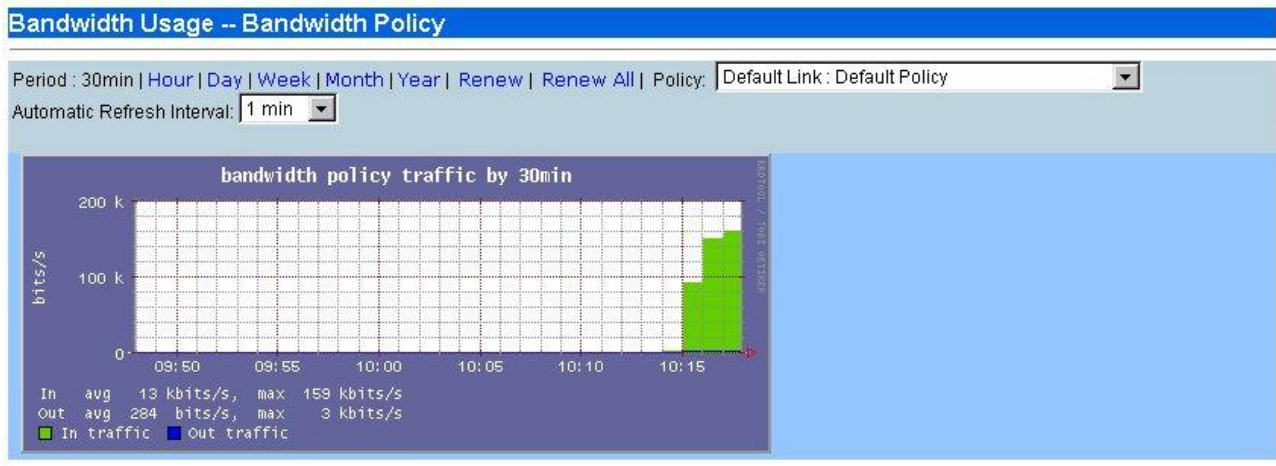 Bandwidth Usage -- Bandwidth Policy
Period : 30min | Hour | Day | Week | Month | Year | Renew | Renew All | Policy: Default Link : Default Policy
Automatic Refresh Interval: 1 min
bandwidth policy traffic by 30min
RRDTOOL / TOBI OETIKER
bits/s
200 k
100 k
0
09:50 09:55 10:00 10:05 10:10 10:15
In avg 13 kbits/s, max 159 kbits/s
Out avg 284 bits/s, max 3 kbits/s
In traffic Out traffic